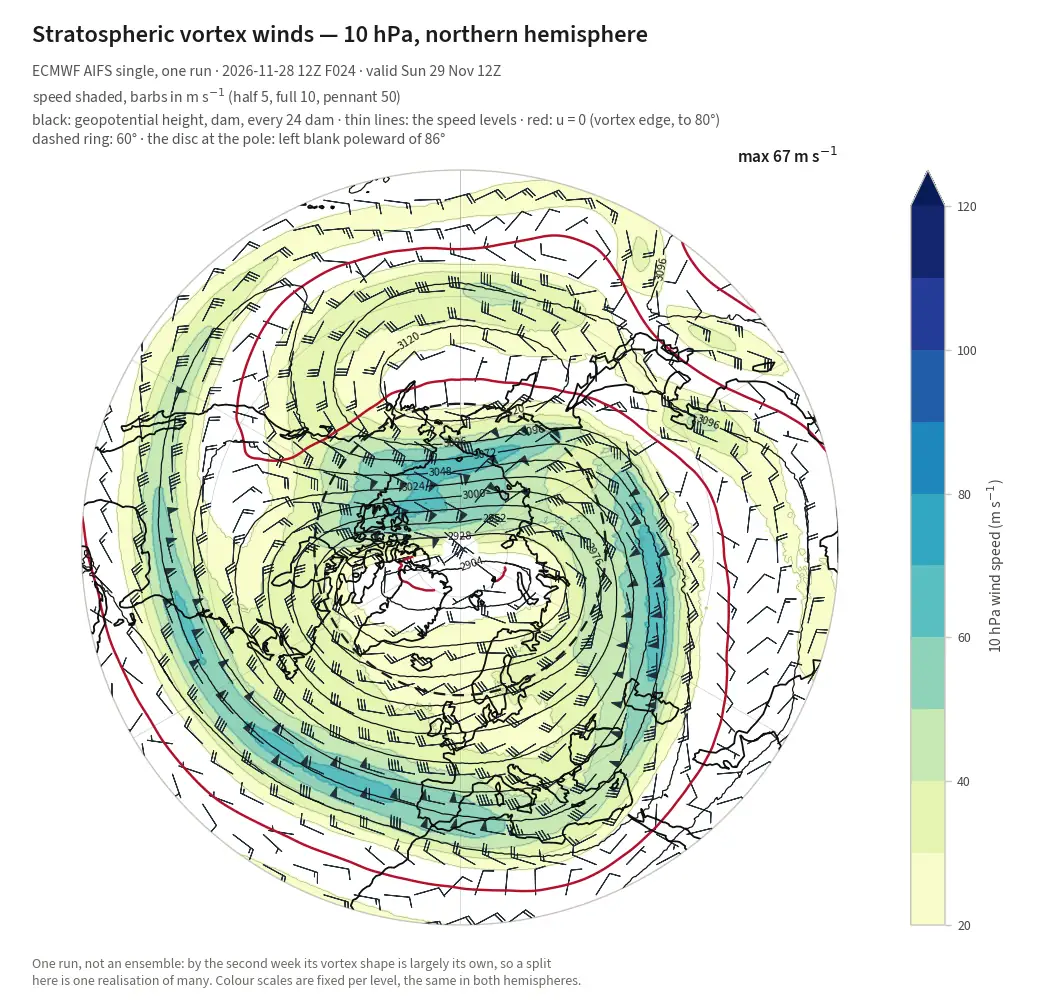 Stratospheric vortex winds — 10 hPa, northern hemisphere
ECMWF AIFS single, one run · 2026-11-28 12Z F024 · valid Sun 29 Nov 12Z
speed shaded, barbs in m s⁻¹ (half 5, full 10, pennant 50)
black: geopotential height, dam, every 24 dam · thin lines: the speed levels · red: u = 0 (vortex edge, to 80°)
dashed ring: 60° · the disc at the pole: left blank poleward of 86°
max 67 m s⁻¹
120
100
80
60
40
20
10 hPa wind speed (m s⁻¹)
3096
3120
3096
3096
3072
3048
3024
3000
2952
2976
2928
2904
One run, not an ensemble: by the second week its vortex shape is largely its own, so a split
here is one realisation of many. Colour scales are fixed per level, the same in both hemispheres.